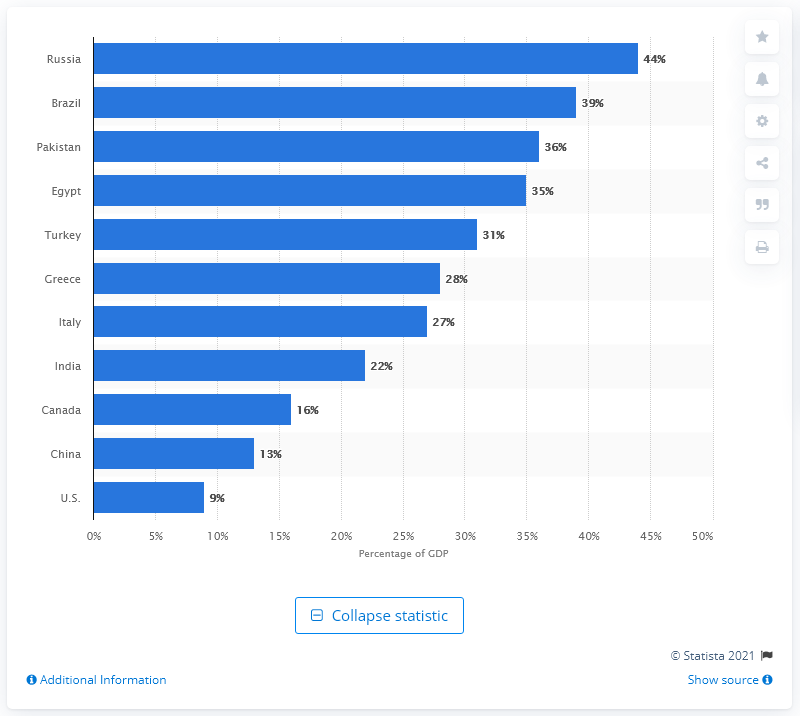 Russia 44%
Brazil 39%
Pakistan 36%
Egypt 35%
Turkey 31%
Greece 28%
Italy 27%
India 22%
Canada 16%
China 13%
U.S. 9%
0% 5% 10% 15% 20% 25% 30% 35% 40% 45% 50%
Percentage of GDP
Collapse statistic
© Statista 2021
Additional Information Show source